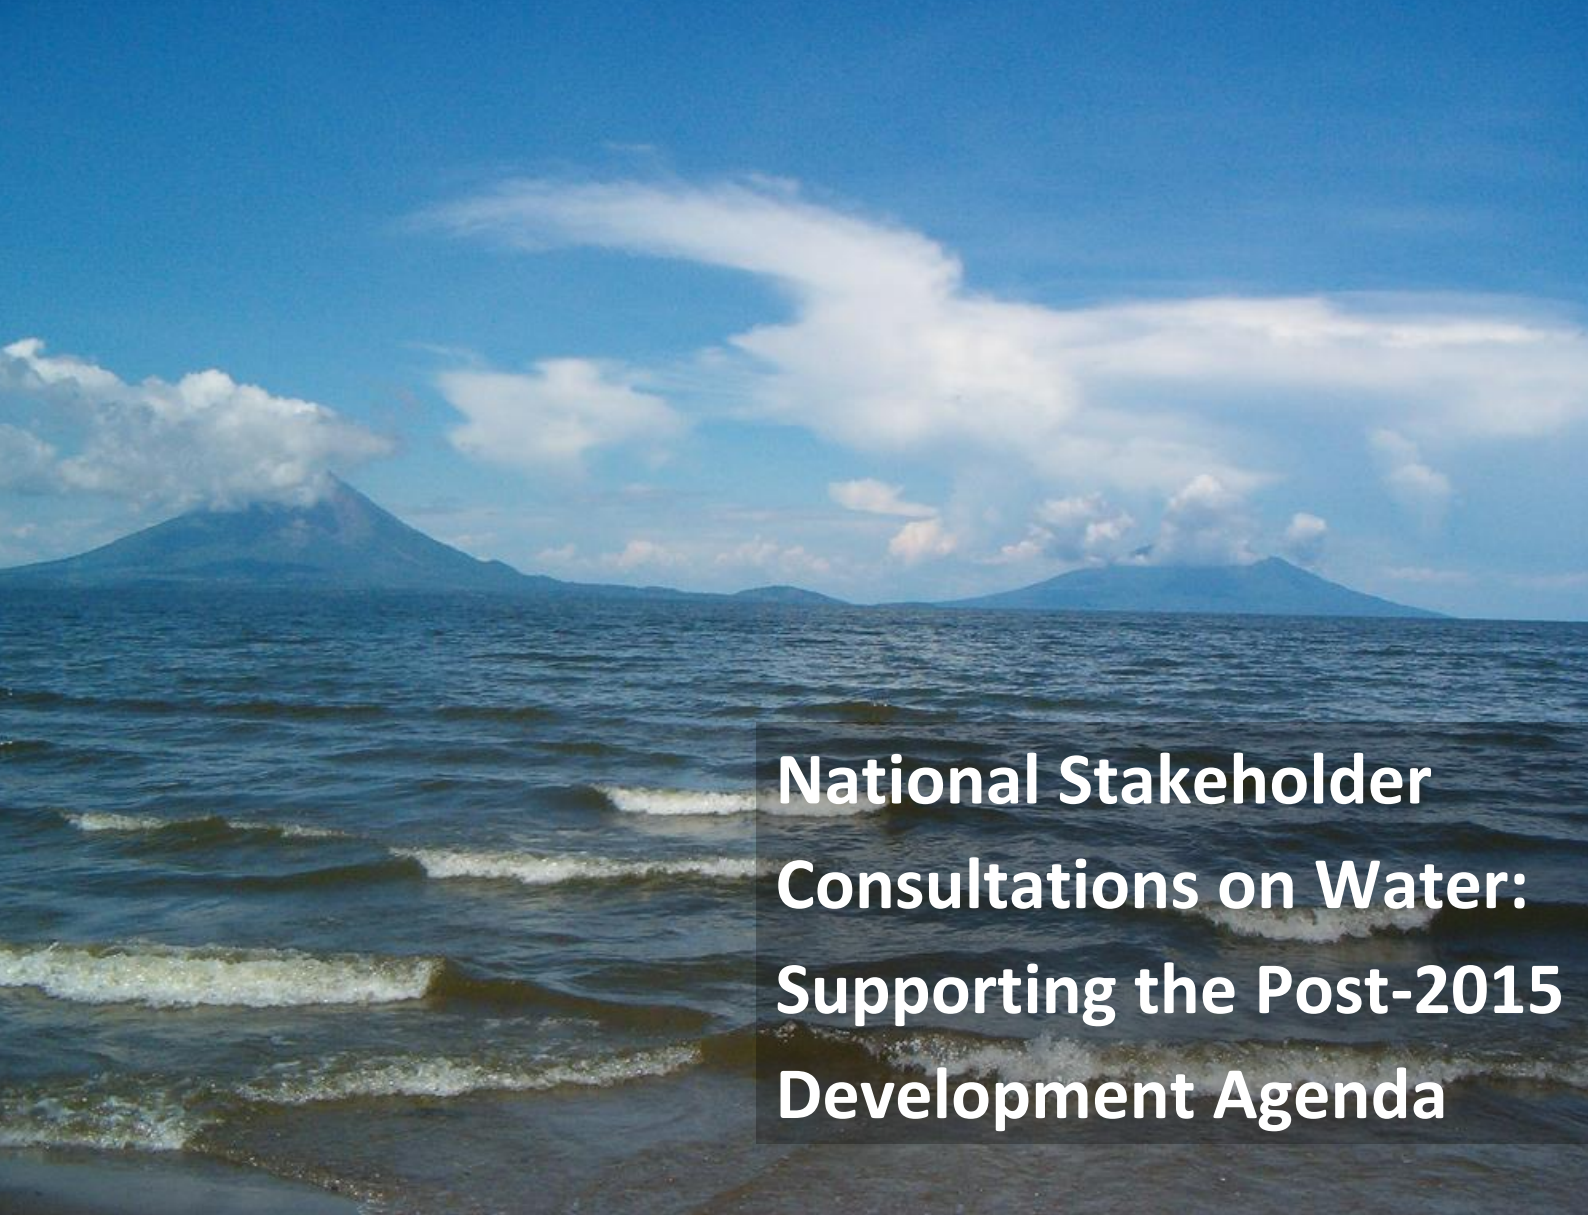 National Stakeholder
Consultations on Water:
Supporting the Post-2015
Development Agenda